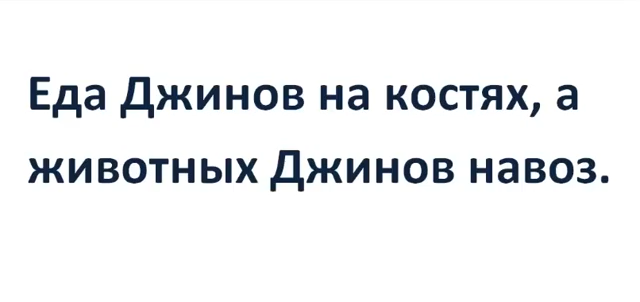 Еда Джинов на костях, а
животных Джинов навоз.